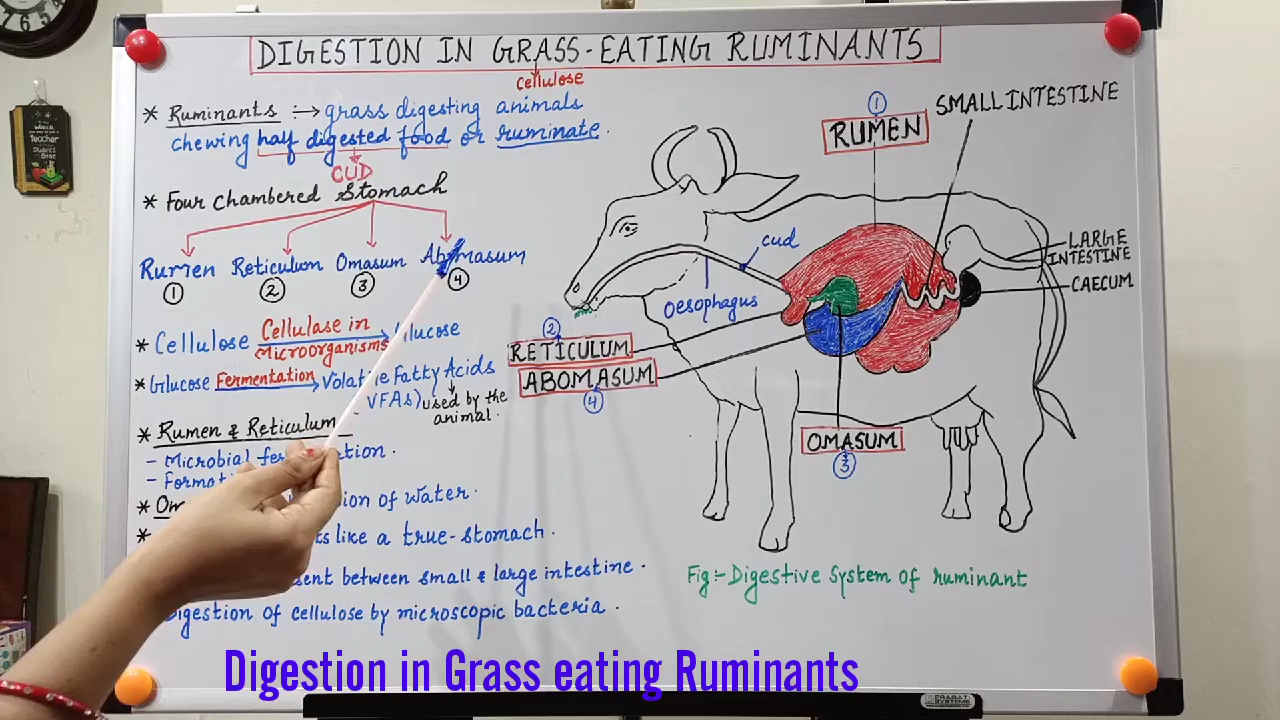 DIGESTION IN GRASS-EATING RUMINANTS
cellulose
* Ruminants :→ grass digesting animals
chewing half digested food or ruminate.
CUD
* Four chambered Stomach
Rumen Reticulum Omasum Abomasum
1 2 3 4
* Cellulose Cellulase in Microorganisms Glucose
* Glucose Fermentation Volatile Fatty Acids
VFAs) used by the
animal.
* Rumen & Reticulum -
- Microbial
*
ion of water.
* like a true-stomach.
between small & large intestine.
Digestion of cellulose by microscopic bacteria.
1
RUMEN
SMALL INTESTINE
LARGE
INTESTINE
CAECUM
cud
oesophagus
2
RETICULUM
ABOMASUM
4
OMASUM
3
Fig:- Digestive System of ruminant
teacher
PRABAT
SYSTEMS
Digestion in Grass eating Ruminants